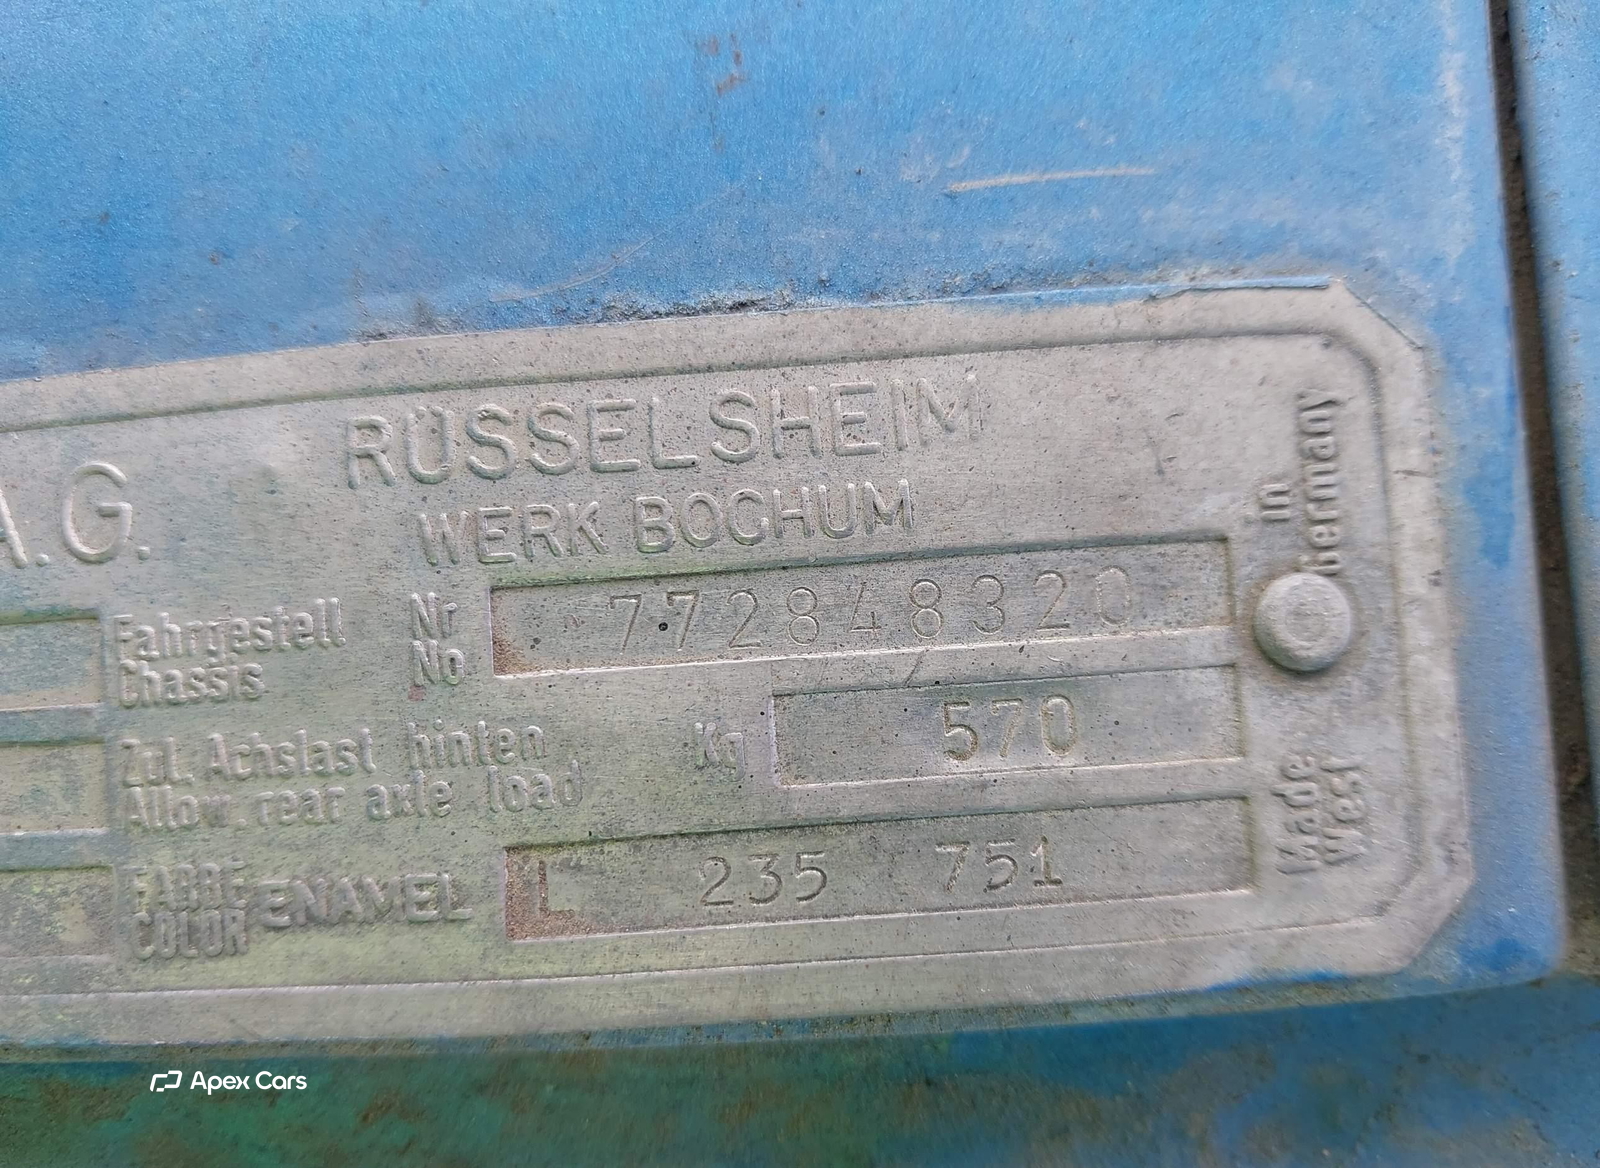 A.G.
RÜSSELSHEIM
WERK BOCHUM
Fahrgestell Nr
Chassis No
772848320
Zul. Achslast hinten
Allow. rear axle load
Kg 570
FARBE
COLOR
ENAMEL
L 235 751
Made in
West Germany
Apex Cars